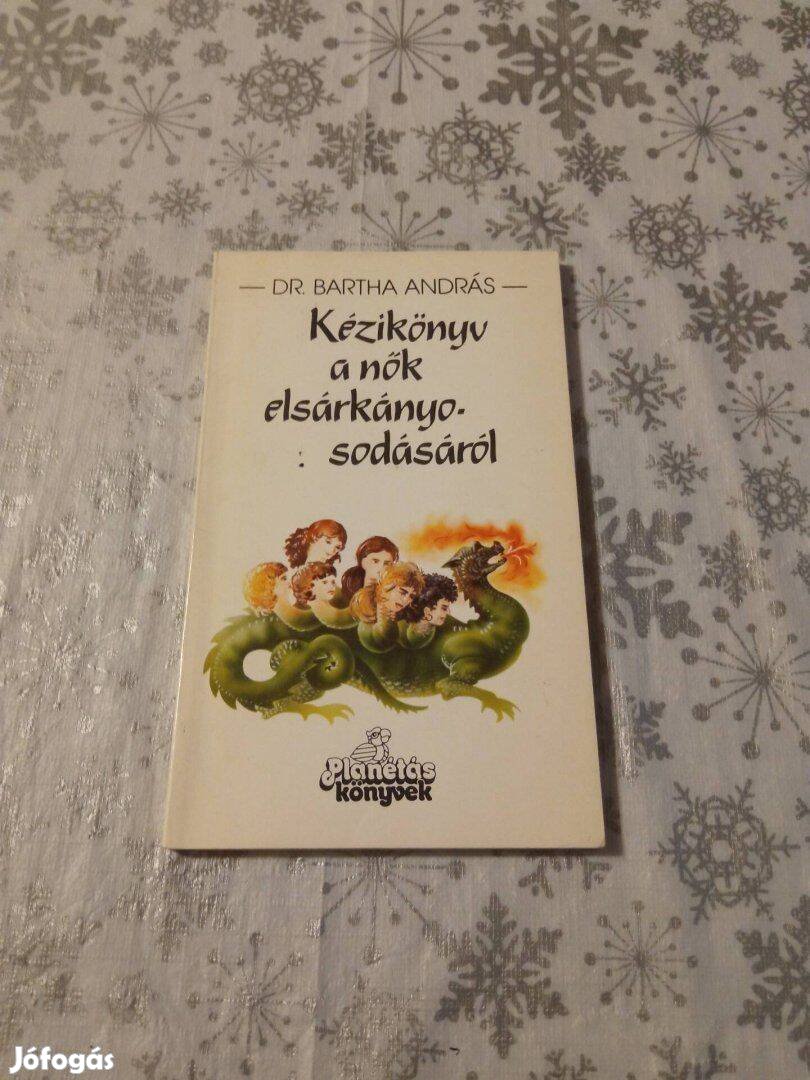 — DR. BARTHA ANDRÁS —
Kézikönyv
a nők
elsárkányo-
sodásáról
Planétás
könyvek
Jófogás